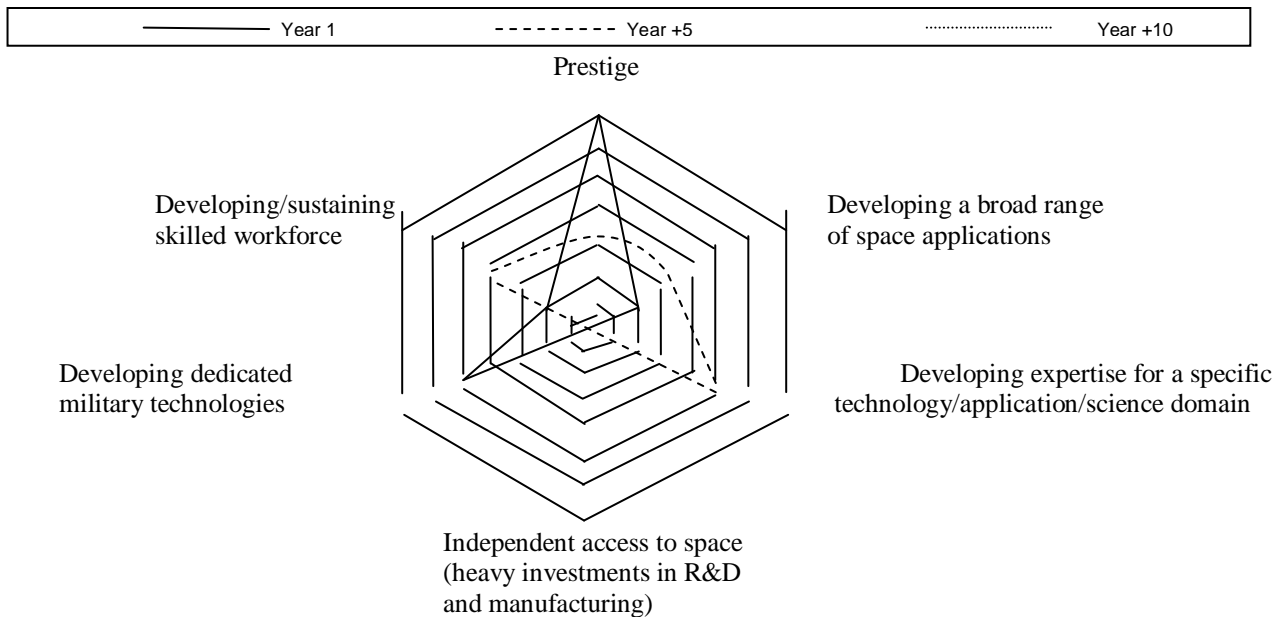 Year 1
Year +5
Year +10
Prestige
Developing/sustaining
skilled workforce
Developing a broad range
of space applications
Developing dedicated
military technologies
Developing expertise for a specific
technology/application/science domain
Independent access to space
(heavy investments in R&D
and manufacturing)